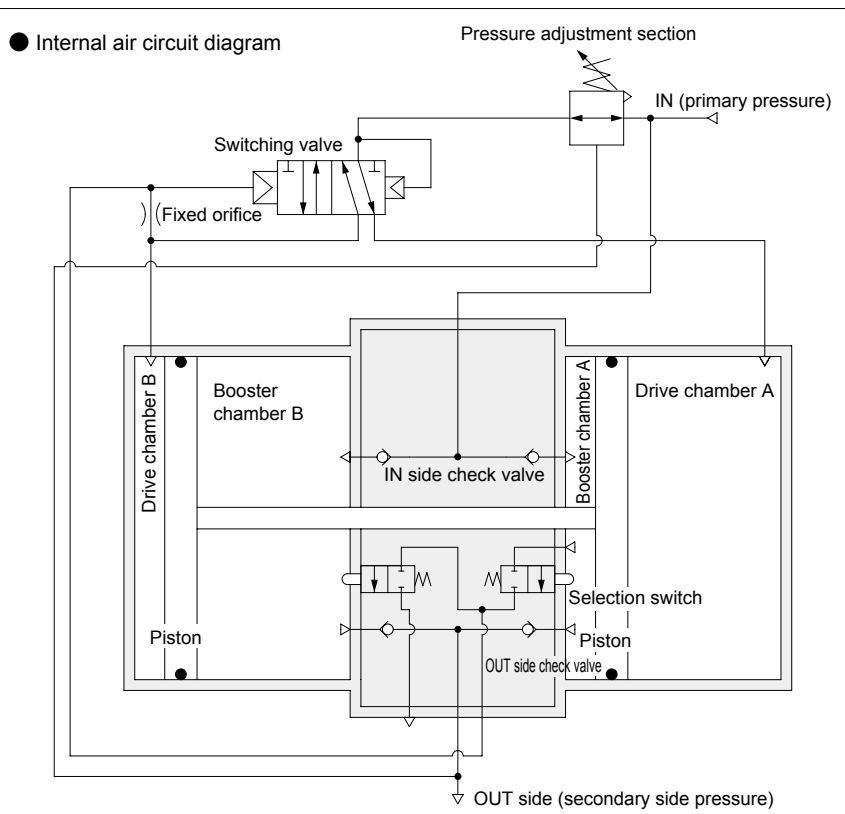 ● Internal air circuit diagram
Pressure adjustment section
IN (primary pressure)
Switching valve
Fixed orifice
Drive chamber B
Booster
chamber B
Booster chamber A
Drive chamber A
IN side check valve
Selection switch
Piston
Piston
OUT side check valve
OUT side (secondary side pressure)